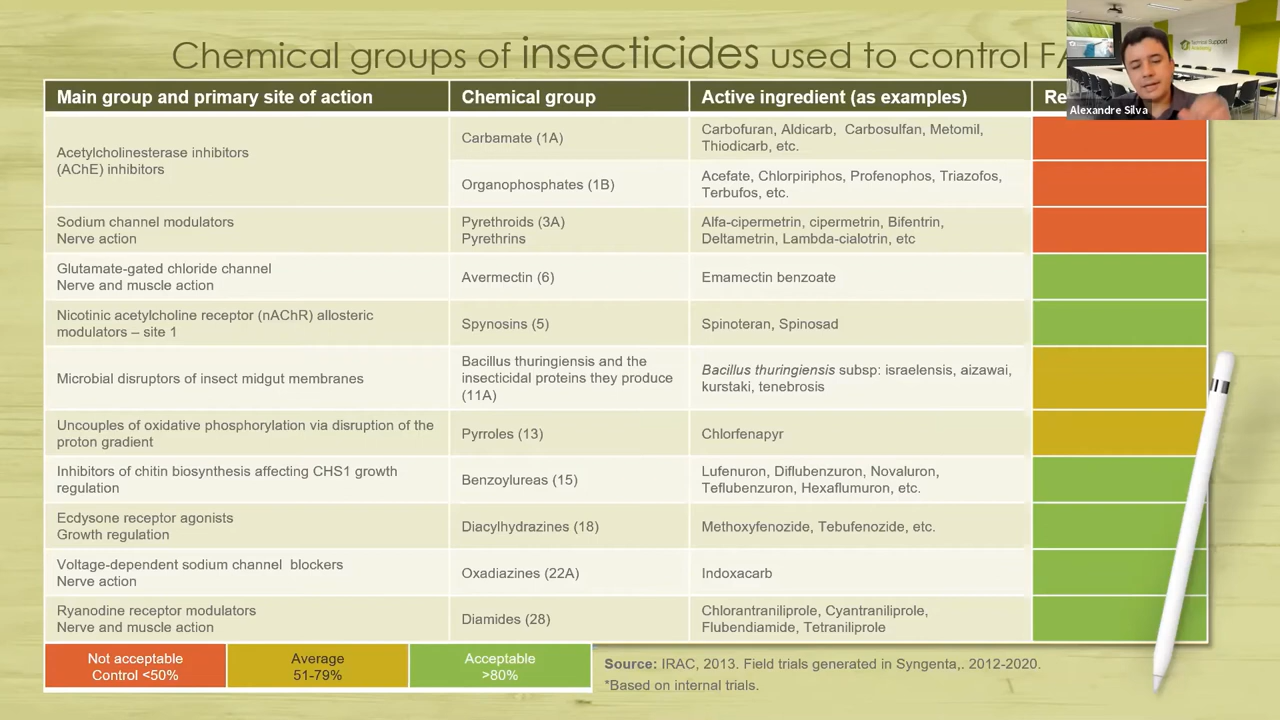 Chemical groups of insecticides used to control
Alexandre Silva
Main group and primary site of action
Chemical group
Active ingredient (as examples)
Acetylcholinesterase inhibitors
(AChE) inhibitors
Carbamate (1A)
Carbofuran, Aldicarb, Carbosulfan, Metomil,
Thiodicarb, etc.
Organophosphates (1B)
Acefate, Chlorpiriphos, Profenophos, Triazofos,
Terbufos, etc.
Sodium channel modulators
Nerve action
Pyrethroids (3A)
Pyrethrins
Alfa-cipermetrin, cipermetrin, Bifentrin,
Deltametrin, Lambda-cialotrin, etc
Glutamate-gated chloride channel
Nerve and muscle action
Avermectin (6)
Emamectin benzoate
Nicotinic acetylcholine receptor (nAChR) allosteric
modulators – site 1
Spynosins (5)
Spinoteran, Spinosad
Microbial disruptors of insect midgut membranes
Bacillus thuringiensis and the
insecticidal proteins they produce
(11A)
Bacillus thuringiensis subsp: israelensis, aizawai,
kurstaki, tenebrosis
Uncouples of oxidative phosphorylation via disruption of the
proton gradient
Pyrroles (13)
Chlorfenapyr
Inhibitors of chitin biosynthesis affecting CHS1 growth
regulation
Benzoylureas (15)
Lufenuron, Diflubenzuron, Novaluron,
Teflubenzuron, Hexaflumuron, etc.
Ecdysone receptor agonists
Growth regulation
Diacylhydrazines (18)
Methoxyfenozide, Tebufenozide, etc.
Voltage-dependent sodium channel blockers
Nerve action
Oxadiazines (22A)
Indoxacarb
Ryanodine receptor modulators
Nerve and muscle action
Diamides (28)
Chlorantraniliprole, Cyantraniliprole,
Flubendiamide, Tetraniliprole
Not acceptable
Control <50%
Average
51-79%
Acceptable
>80%
Source: IRAC, 2013. Field trials generated in Syngenta,. 2012-2020.
*Based on internal trials.